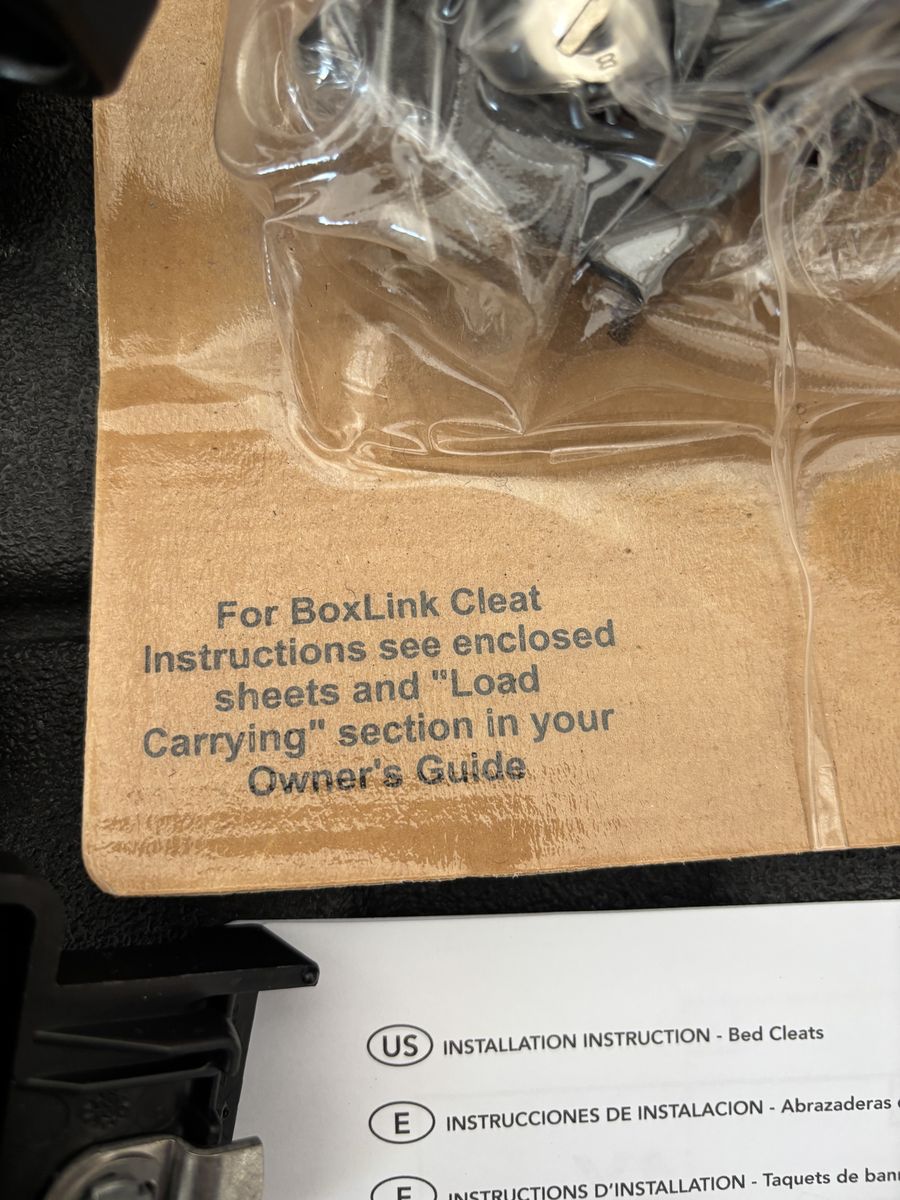 8
For BoxLink Cleat
Instructions see enclosed
sheets and "Load
Carrying" section in your
Owner's Guide
US INSTALLATION INSTRUCTION - Bed Cleats
E INSTRUCCIONES DE INSTALACION - Abrazaderas
F INSTRUCTIONS D'INSTALLATION - Taquets de